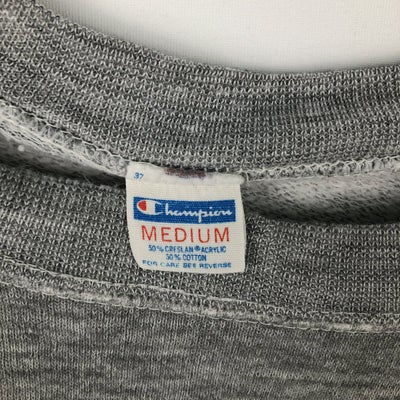 37
Champion
MEDIUM
50% CRESLAN® ACRYLIC
50% COTTON
FOR CARE SEE REVERSE